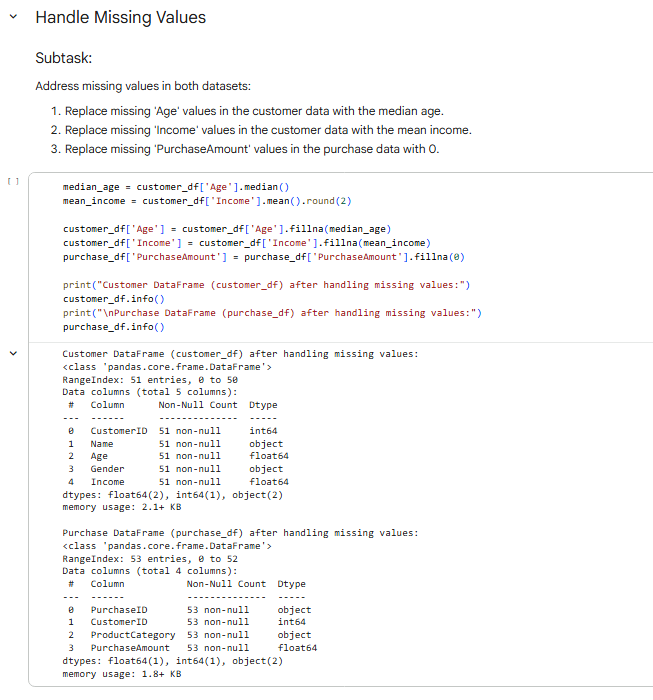 Handle Missing Values
Subtask:
Address missing values in both datasets:
1. Replace missing 'Age' values in the customer data with the median age.
2. Replace missing 'Income' values in the customer data with the mean income.
3. Replace missing 'PurchaseAmount' values in the purchase data with 0.
[ ]
median_age = customer_df['Age'].median()
mean_income = customer_df['Income'].mean().round(2)
customer_df['Age'] = customer_df['Age'].fillna(median_age)
customer_df['Income'] = customer_df['Income'].fillna(mean_income)
purchase_df['PurchaseAmount'] = purchase_df['PurchaseAmount'].fillna(0)
print("Customer DataFrame (customer_df) after handling missing values:")
customer_df.info()
print("\nPurchase DataFrame (purchase_df) after handling missing values:")
purchase_df.info()
Customer DataFrame (customer_df) after handling missing values:
<class 'pandas.core.frame.DataFrame'>
RangeIndex: 51 entries, 0 to 50
Data columns (total 5 columns):
 #   Column      Non-Null Count  Dtype
---  ------      --------------  -----
 0   CustomerID  51 non-null     int64
 1   Name        51 non-null     object
 2   Age         51 non-null     float64
 3   Gender      51 non-null     object
 4   Income      51 non-null     float64
dtypes: float64(2), int64(1), object(2)
memory usage: 2.1+ KB
Purchase DataFrame (purchase_df) after handling missing values:
<class 'pandas.core.frame.DataFrame'>
RangeIndex: 53 entries, 0 to 52
Data columns (total 4 columns):
 #   Column           Non-Null Count  Dtype
---  ------           --------------  -----
 0   PurchaseID       53 non-null     object
 1   CustomerID       53 non-null     int64
 2   ProductCategory  53 non-null     object
 3   PurchaseAmount   53 non-null     float64
dtypes: float64(1), int64(1), object(2)
memory usage: 1.8+ KB